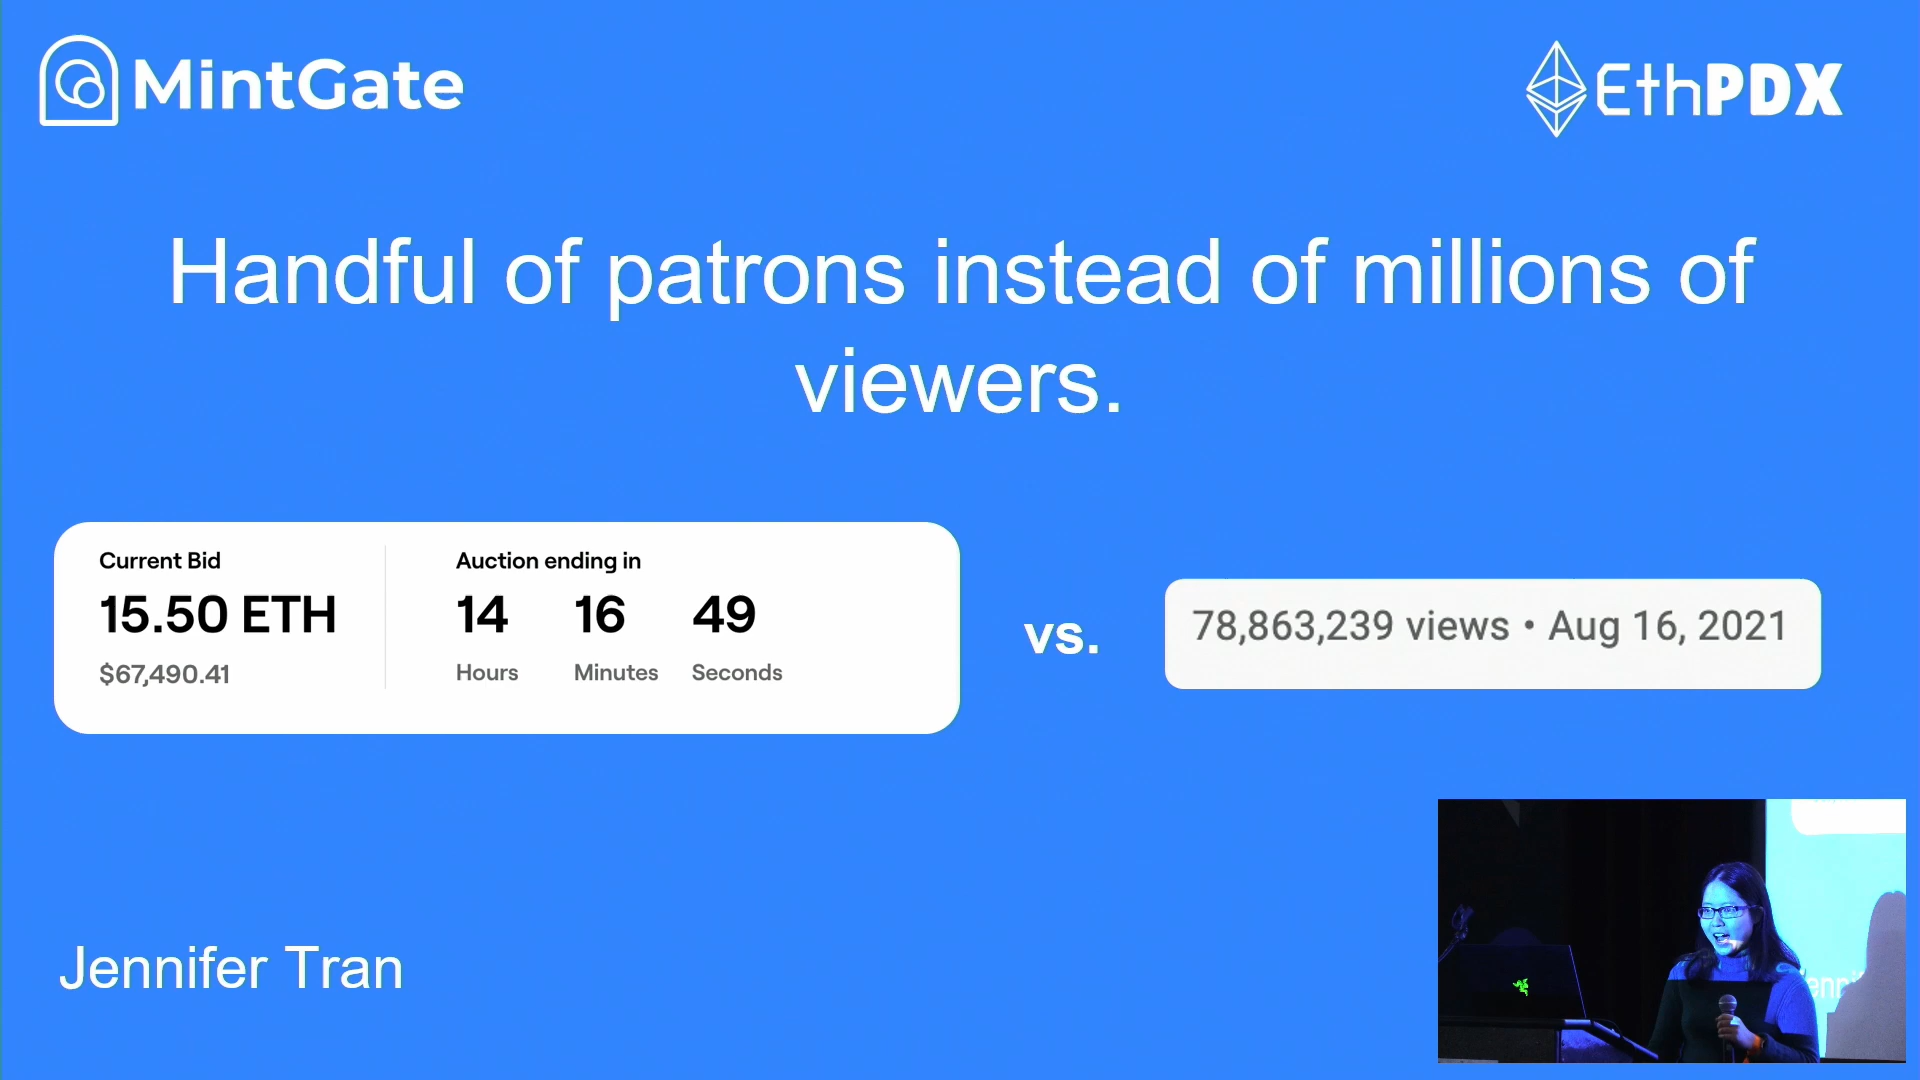 MintGate
EthPDX
Handful of patrons instead of millions of
viewers.
Current Bid
15.50 ETH
$67,490.41
Auction ending in
14 16 49
Hours Minutes Seconds
vs.
78,863,239 views • Aug 16, 2021
Jennifer Tran